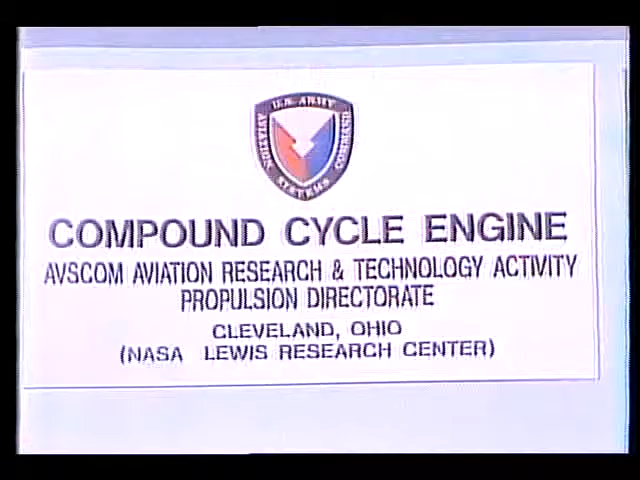 U.S. ARMY
AVIATION
SYSTEMS
COMMAND
COMPOUND CYCLE ENGINE
AVSCOM AVIATION RESEARCH & TECHNOLOGY ACTIVITY
PROPULSION DIRECTORATE
CLEVELAND, OHIO
(NASA LEWIS RESEARCH CENTER)